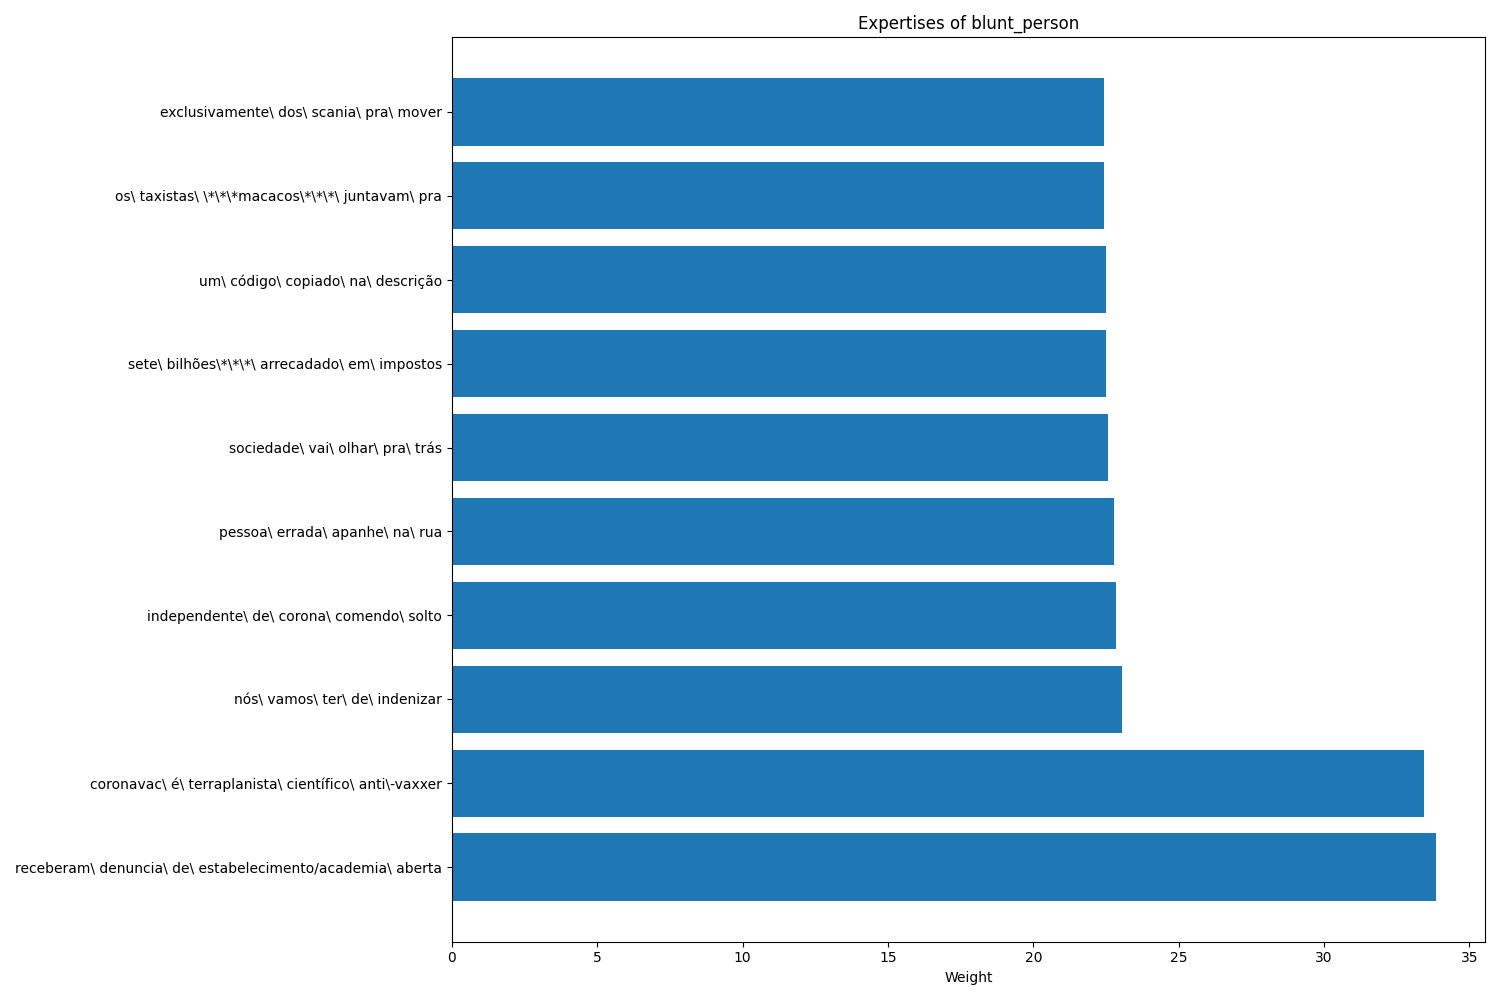 Expertises of blunt_person
exclusivamente\ dos\ scania\ pra\ mover
os\ taxistas\ \*\*\*macacos\*\*\*\ juntavam\ pra
um\ código\ copiado\ na\ descrição
sete\ bilhões\*\*\*\ arrecadado\ em\ impostos
sociedade\ vai\ olhar\ pra\ trás
pessoa\ errada\ apanhe\ na\ rua
independente\ de\ corona\ comendo\ solto
nós\ vamos\ ter\ de\ indenizar
coronavac\ é\ terraplanista\ científico\ anti\-vaxxer
receberam\ denuncia\ de\ estabelecimento/academia\ aberta
0 5 10 15 20 25 30 35
Weight